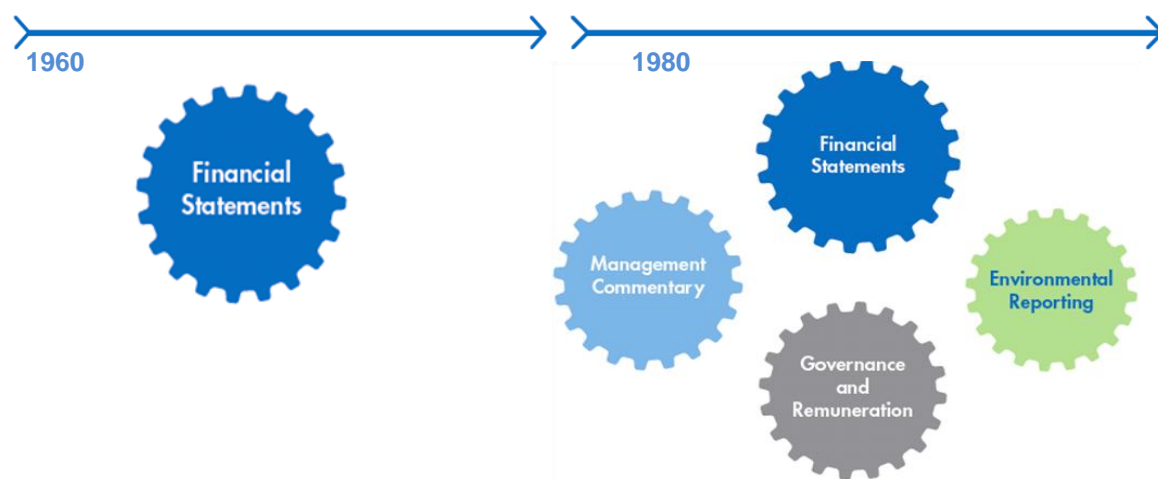 1960
Financial
Statements
1980
Financial
Statements
Management
Commentary
Environmental
Reporting
Governance
and
Remuneration